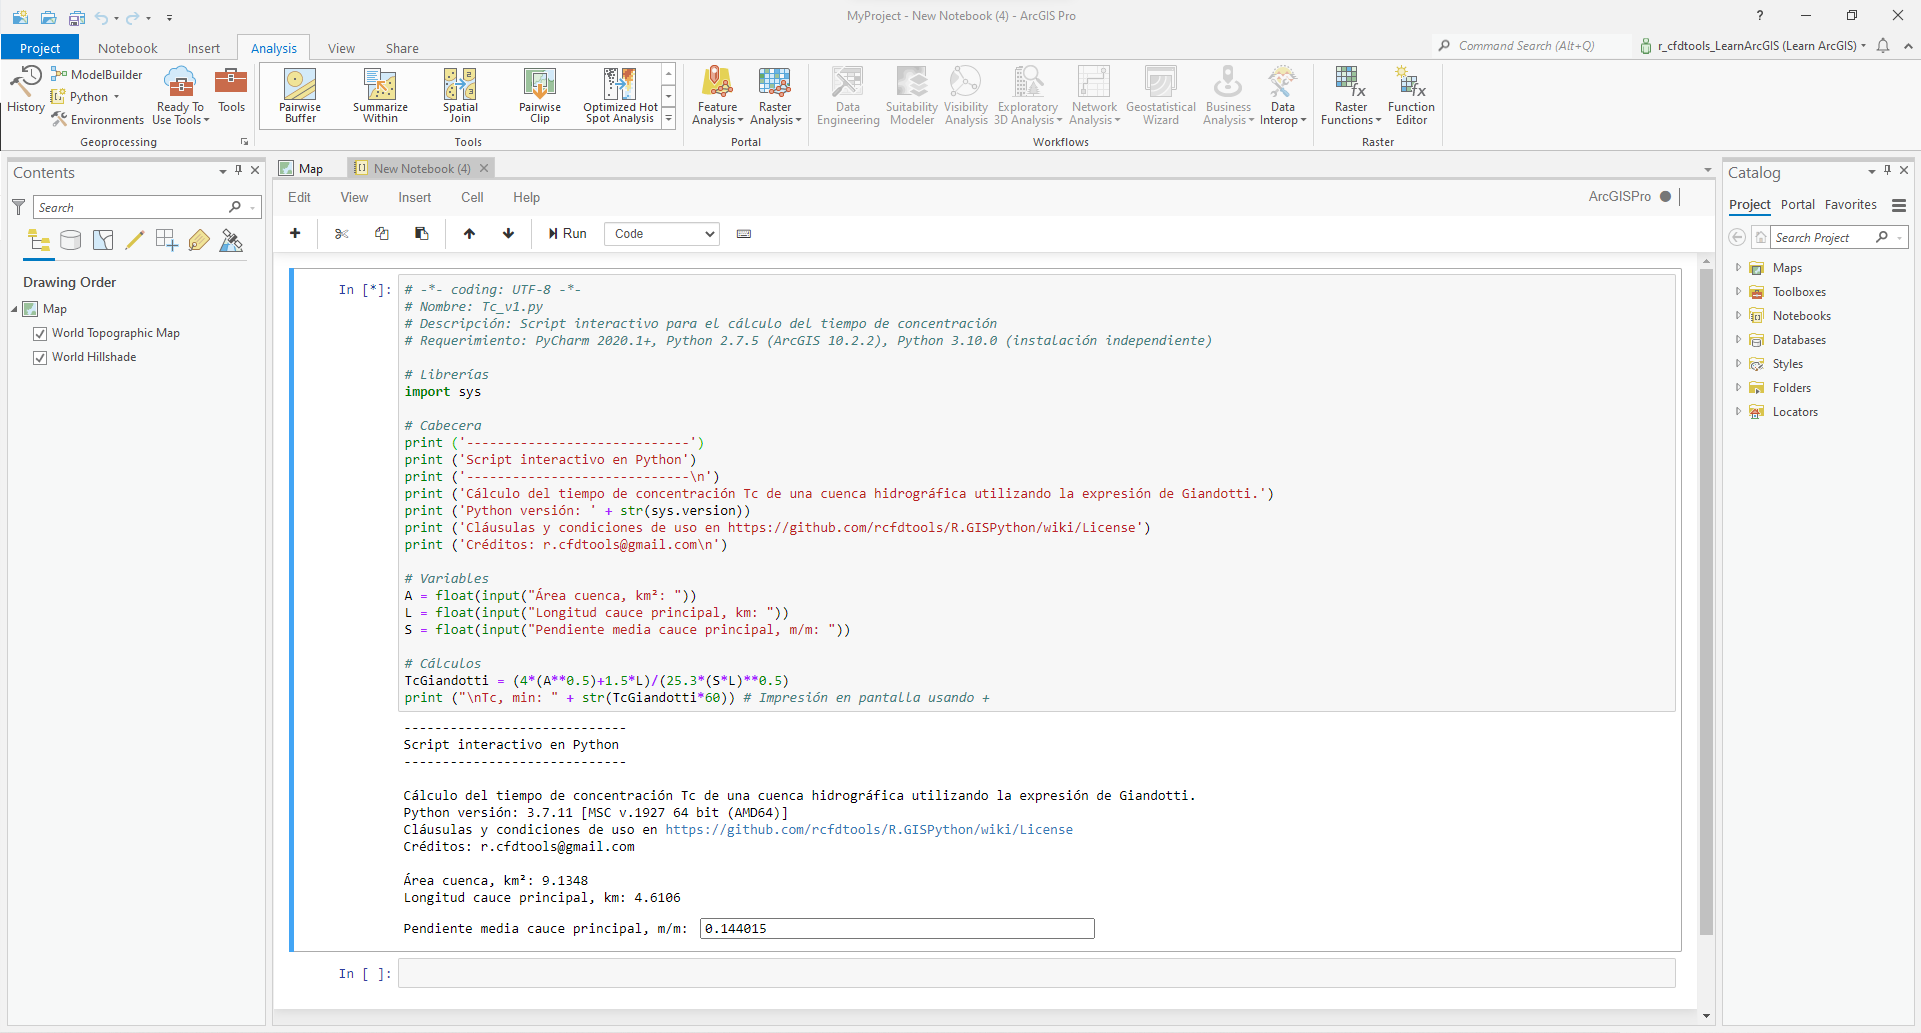 MyProject - New Notebook (4) - ArcGIS Pro
?
Project
Notebook
Insert
Analysis
View
Share
Command Search (Alt+Q)
r_cfdtools_LearnArcGIS (Learn ArcGIS)
History
ModelBuilder
Python
Environments
Ready To
Use Tools
Tools
Geoprocessing
Pairwise
Buffer
Summarize
Within
Spatial
Join
Pairwise
Clip
Optimized Hot
Spot Analysis
Tools
Feature
Analysis
Raster
Analysis
Portal
Data
Engineering
Suitability
Modeler
Visibility
Analysis
Exploratory
3D Analysis
Network
Analysis
Geostatistical
Wizard
Business
Analysis
Data
Interop
Workflows
Raster
Functions
Function
Editor
Raster
Contents
Search
Drawing Order
Map
World Topographic Map
World Hillshade
Map
New Notebook (4)
Edit
View
Insert
Cell
Help
ArcGISPro
Run
Code
In [*]:
# -*- coding: UTF-8 -*-
# Nombre: Tc_v1.py
# Descripción: Script interactivo para el cálculo del tiempo de concentración
# Requerimiento: PyCharm 2020.1+, Python 2.7.5 (ArcGIS 10.2.2), Python 3.10.0 (instalación independiente)
# Librerías
import sys
# Cabecera
print ('-----------------------------')
print ('Script interactivo en Python')
print ('-----------------------------\n')
print ('Cálculo del tiempo de concentración Tc de una cuenca hidrográfica utilizando la expresión de Giandotti.')
print ('Python versión: ' + str(sys.version))
print ('Cláusulas y condiciones de uso en https://github.com/rcfdtools/R.GISPython/wiki/License')
print ('Créditos: r.cfdtools@gmail.com\n')
# Variables
A = float(input("Área cuenca, km²: "))
L = float(input("Longitud cauce principal, km: "))
S = float(input("Pendiente media cauce principal, m/m: "))
# Cálculos
TcGiandotti = (4*(A**0.5)+1.5*L)/(25.3*(S*L)**0.5)
print ("\nTc, min: " + str(TcGiandotti*60)) # Impresión en pantalla usando +
-----------------------------
Script interactivo en Python
-----------------------------
Cálculo del tiempo de concentración Tc de una cuenca hidrográfica utilizando la expresión de Giandotti.
Python versión: 3.7.11 [MSC v.1927 64 bit (AMD64)]
Cláusulas y condiciones de uso en https://github.com/rcfdtools/R.GISPython/wiki/License
Créditos: r.cfdtools@gmail.com
Área cuenca, km²: 9.1348
Longitud cauce principal, km: 4.6106
Pendiente media cauce principal, m/m: 0.144015
In [ ]:
Catalog
Project
Portal
Favorites
Search Project
Maps
Toolboxes
Notebooks
Databases
Styles
Folders
Locators